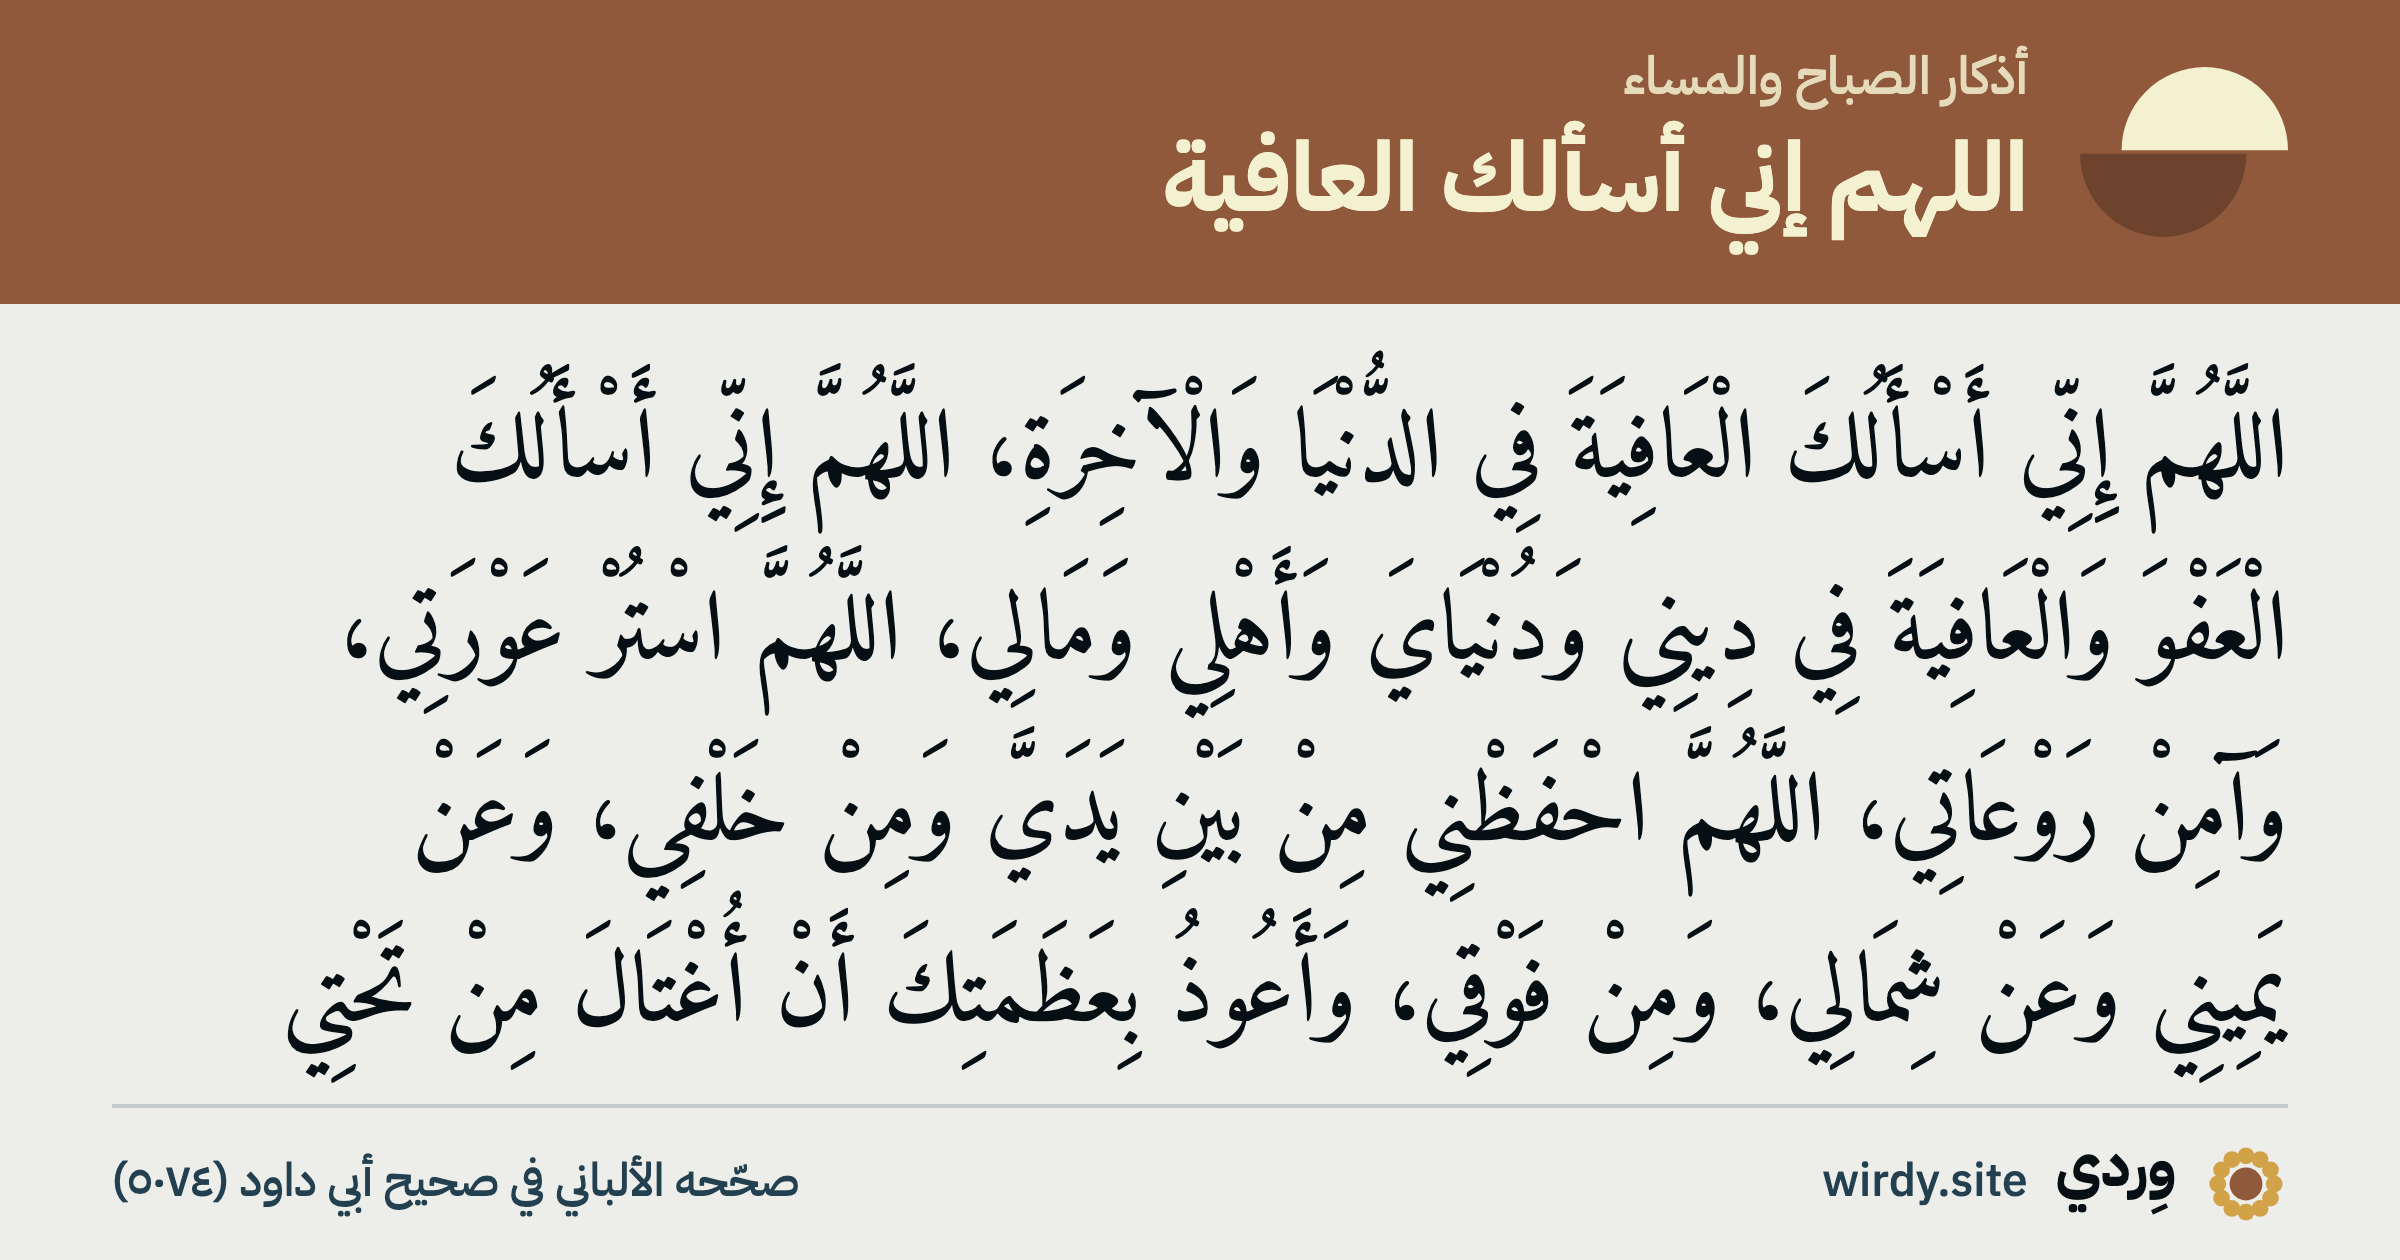 أذكار الصباح والمساء
اللهم إني أسألك العافية
اللَّهُمَّ إِنِّي أَسْأَلُكَ الْعَافِيَةَ فِي الدُّنْيَا وَالْآخِرَةِ، اللَّهُمَّ إِنِّي أَسْأَلُكَ
الْعَفْوَ وَالْعَافِيَةَ فِي دِينِي وَدُنْيَايَ وَأَهْلِي وَمَالِي، اللَّهُمَّ اسْتُرْ عَوْرَتِي،
وَآمِنْ رَوْعَاتِي، اللَّهُمَّ احْفَظْنِي مِنْ بَيْنِ يَدَيَّ وَمِنْ خَلْفِي، وَعَنْ
يَمِينِي وَعَنْ شِمَالِي، وَمِنْ فَوْقِي، وَأَعُوذُ بِعَظَمَتِكَ أَنْ أُغْتَالَ مِنْ تَحْتِي
وِردي wirdy.site
صحّحه الألباني في صحيح أبي داود (٥٠٧٤)